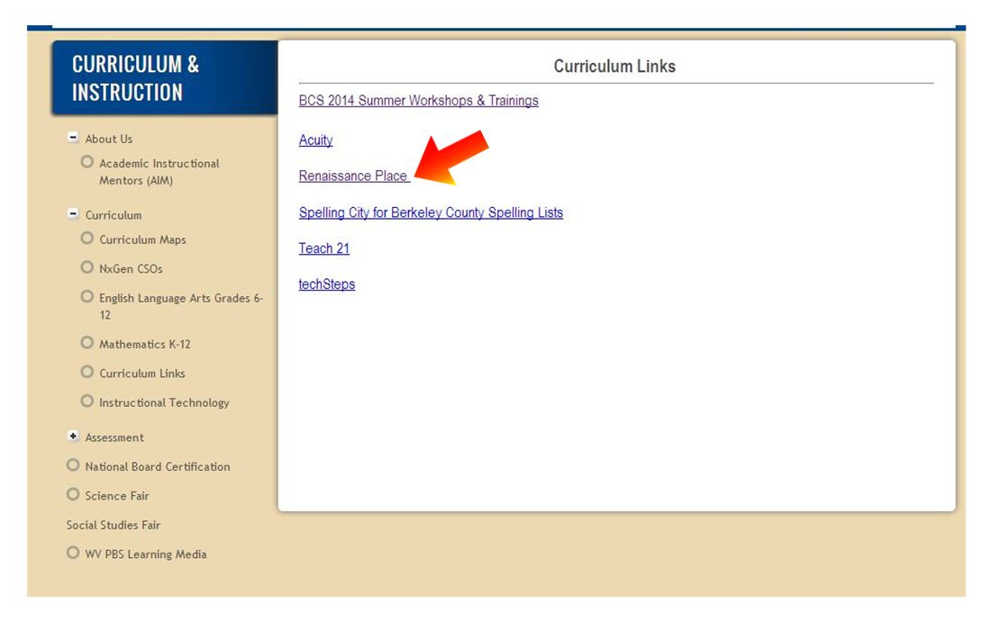 CURRICULUM &
INSTRUCTION
About Us
Academic Instructional
Mentors (AIM)
Curriculum
Curriculum Maps
NxGen CSOs
English Language Arts Grades 6-
12
Mathematics K-12
Curriculum Links
Instructional Technology
Assessment
National Board Certification
Science Fair
Social Studies Fair
WV PBS Learning Media
Curriculum Links
BCS 2014 Summer Workshops & Trainings
Acuity
Renaissance Place
Spelling City for Berkeley County Spelling Lists
Teach 21
techSteps